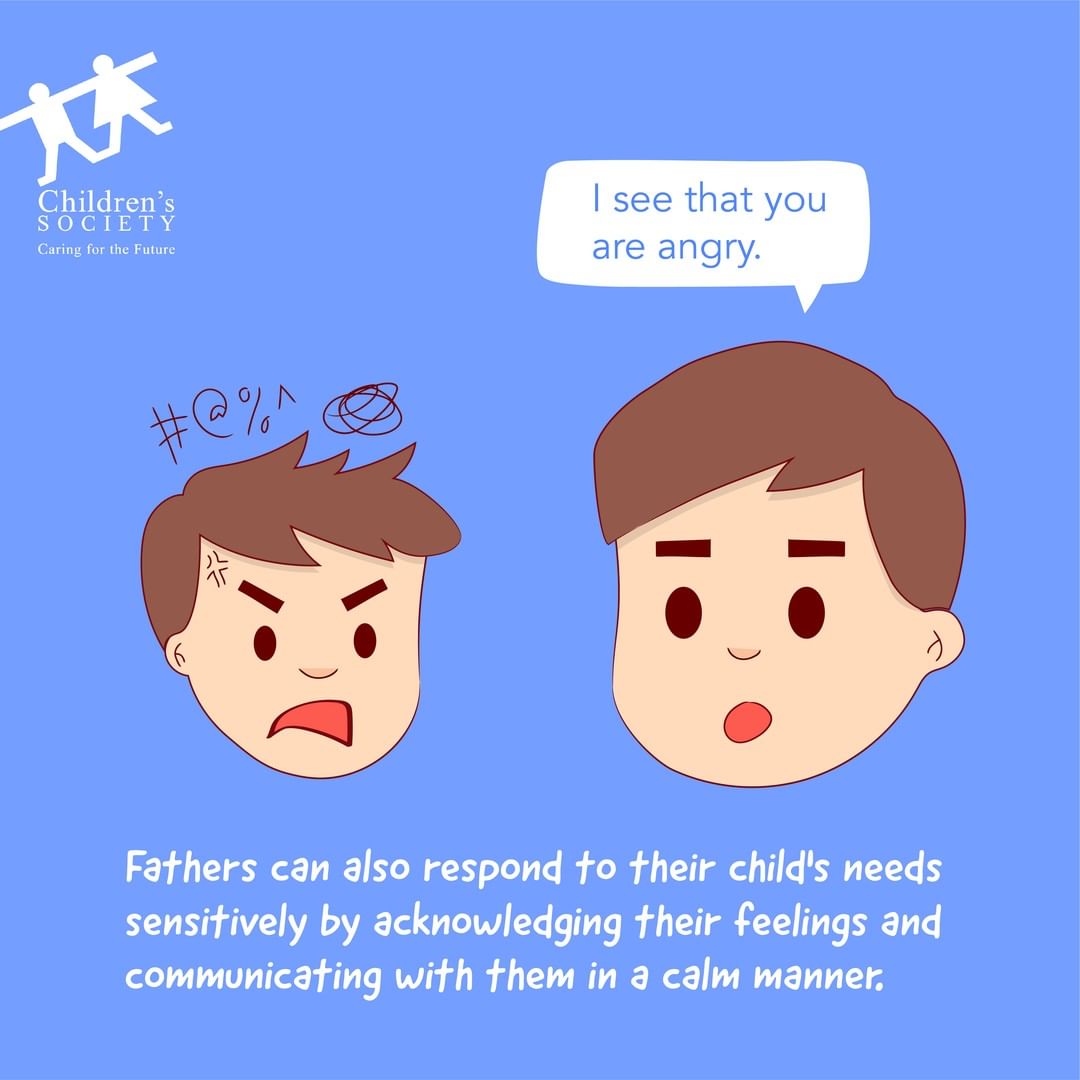 Children's
SOCIETY
Caring for the Future
I see that you
are angry.
#@%^
Fathers can also respond to their child's needs
sensitively by acknowledging their feelings and
communicating with them in a calm manner.